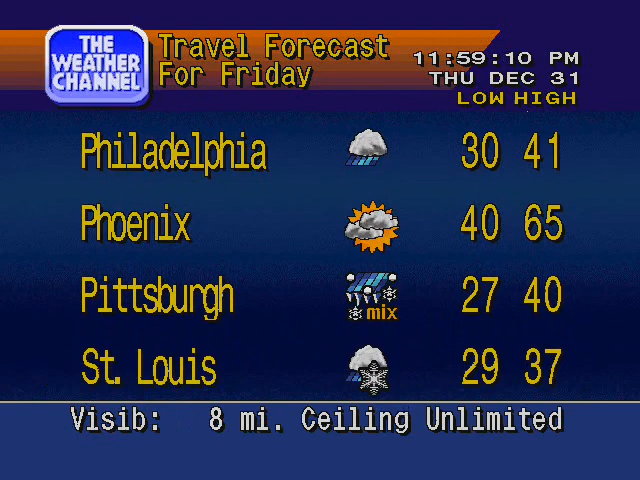 THE
WEATHER
CHANNEL
Travel Forecast
For Friday
11:59:10 PM
THU DEC 31
LOW HIGH
Philadelphia 30 41
Phoenix 40 65
Pittsburgh mix 27 40
St. Louis 29 37
Visib: 8 mi. Ceiling Unlimited